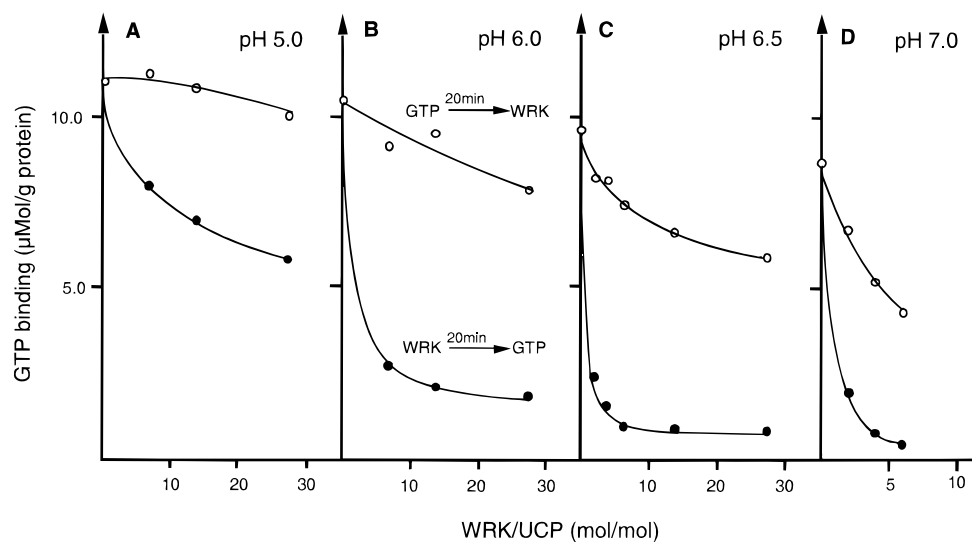 A
pH 5.0
B
pH 6.0
C
pH 6.5
D
pH 7.0
GTP 20min WRK
WRK 20min GTP
10.0
5.0
GTP binding (µMol/g protein)
10 20 30
10 20 30
10 20 30
5 10
WRK/UCP (mol/mol)